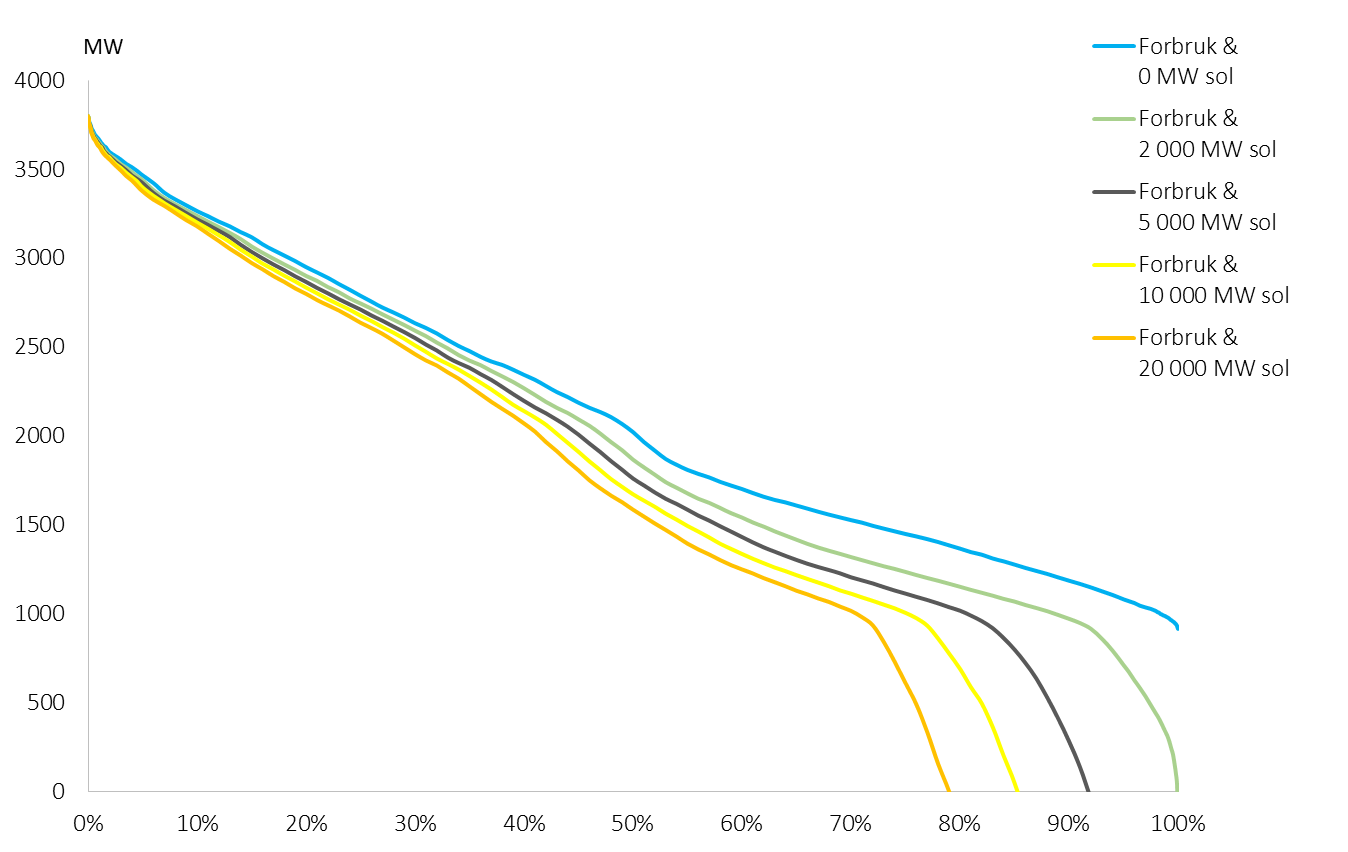 MW
4000
3500
3000
2500
2000
1500
1000
500
0
0% 10% 20% 30% 40% 50% 60% 70% 80% 90% 100%
Forbruk &
0 MW sol
Forbruk &
2 000 MW sol
Forbruk &
5 000 MW sol
Forbruk &
10 000 MW sol
Forbruk &
20 000 MW sol